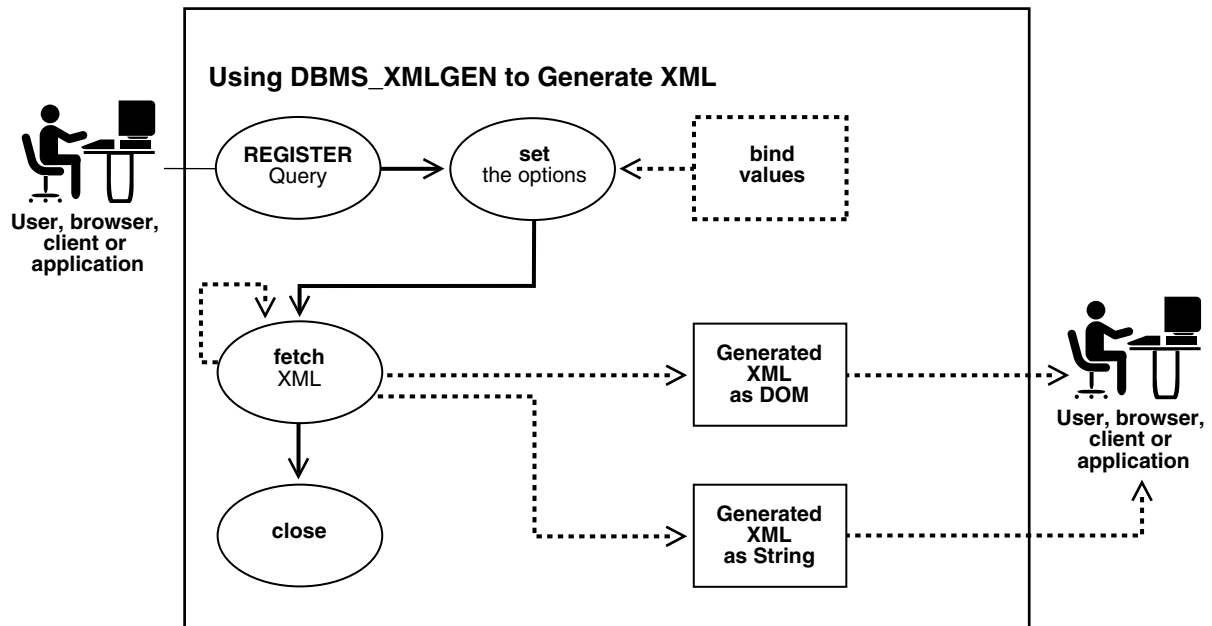 Using DBMS_XMLGEN to Generate XML
User, browser,
client or
application
REGISTER
Query
set
the options
bind
values
fetch
XML
Generated
XML
as DOM
User, browser,
client or
application
close
Generated
XML
as String